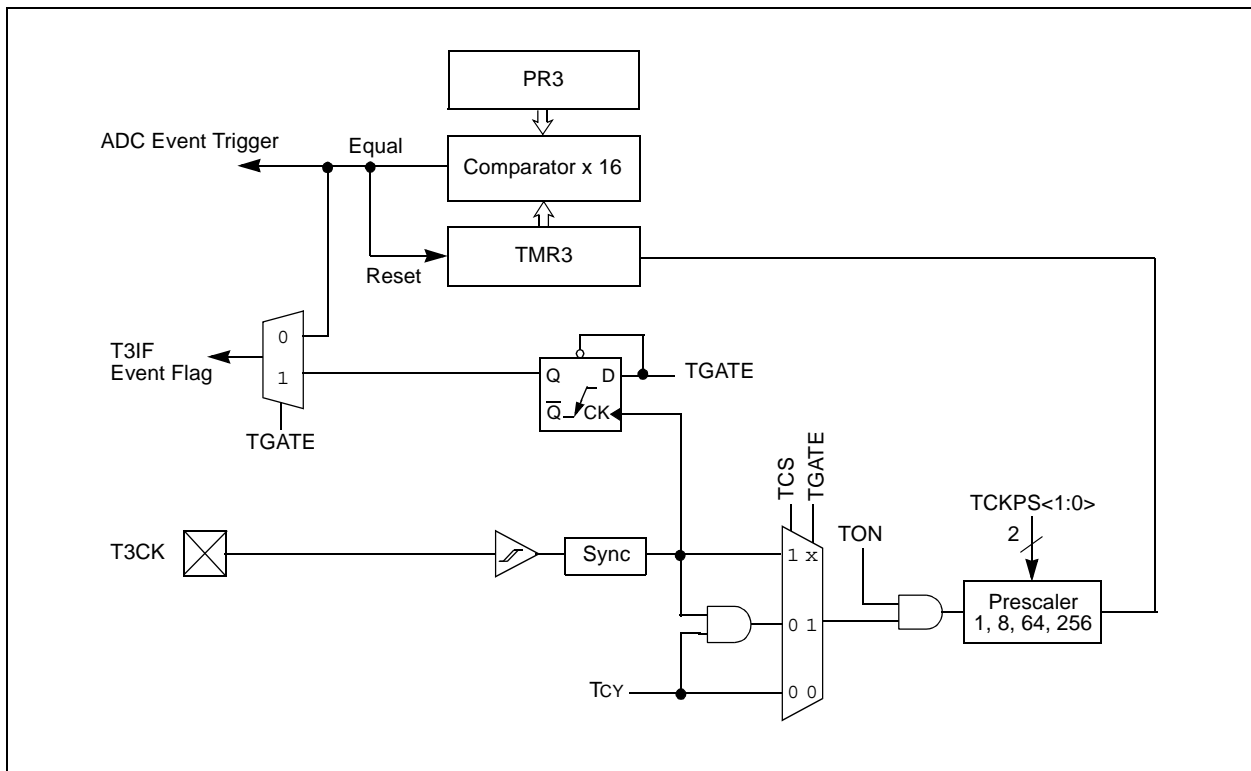 PR3
ADC Event Trigger
Equal
Comparator x 16
TMR3
Reset
0
T3IF
Event Flag
1
TGATE
Q D
Q̅ CK
TGATE
TCS
TGATE
TCKPS<1:0>
2
TON
T3CK
Sync
1 x
Prescaler
1, 8, 64, 256
0 1
TCY
0 0